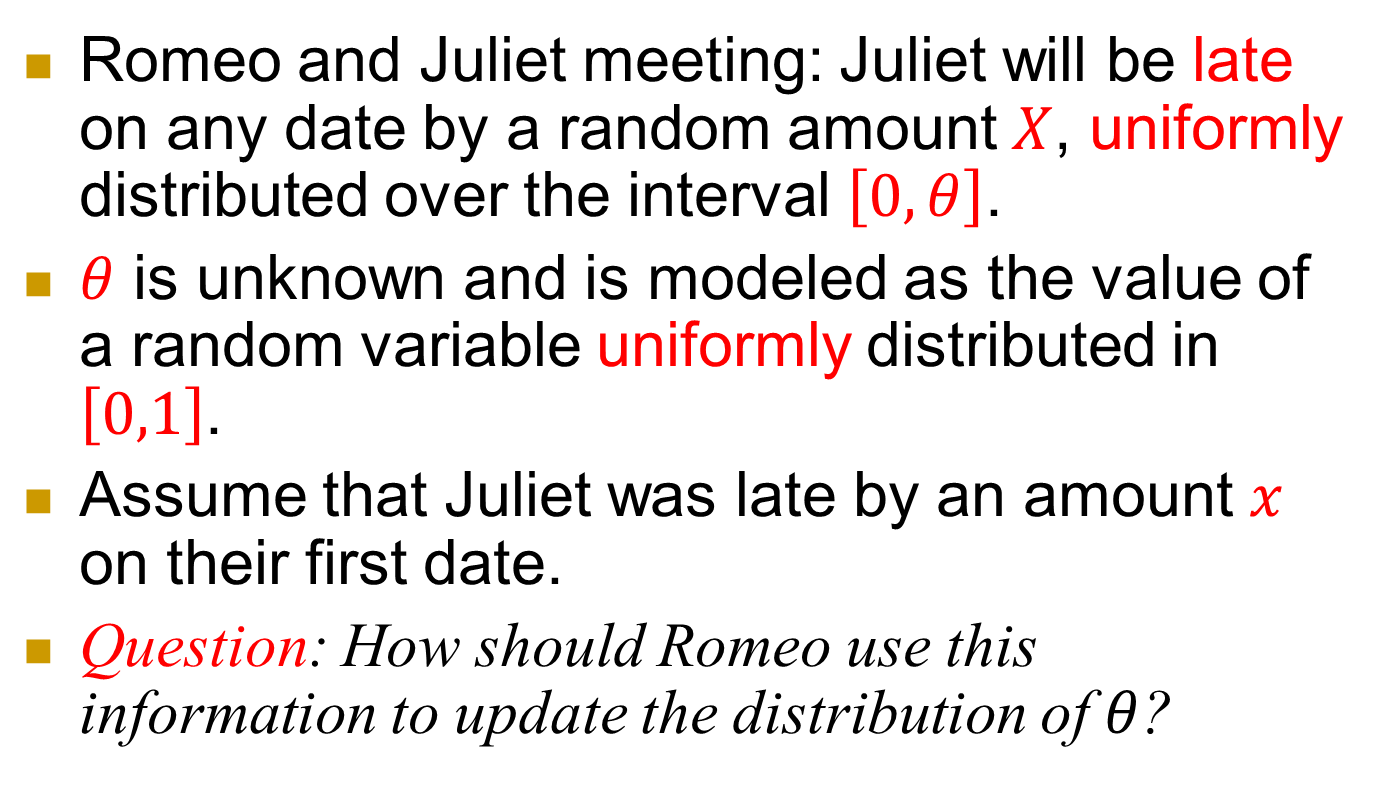 Romeo and Juliet meeting: Juliet will be late
on any date by a random amount 𝑋, uniformly
distributed over the interval [0, 𝜃].
𝜃 is unknown and is modeled as the value of
a random variable uniformly distributed in
[0,1].
Assume that Juliet was late by an amount 𝑥
on their first date.
Question: How should Romeo use this
information to update the distribution of θ?